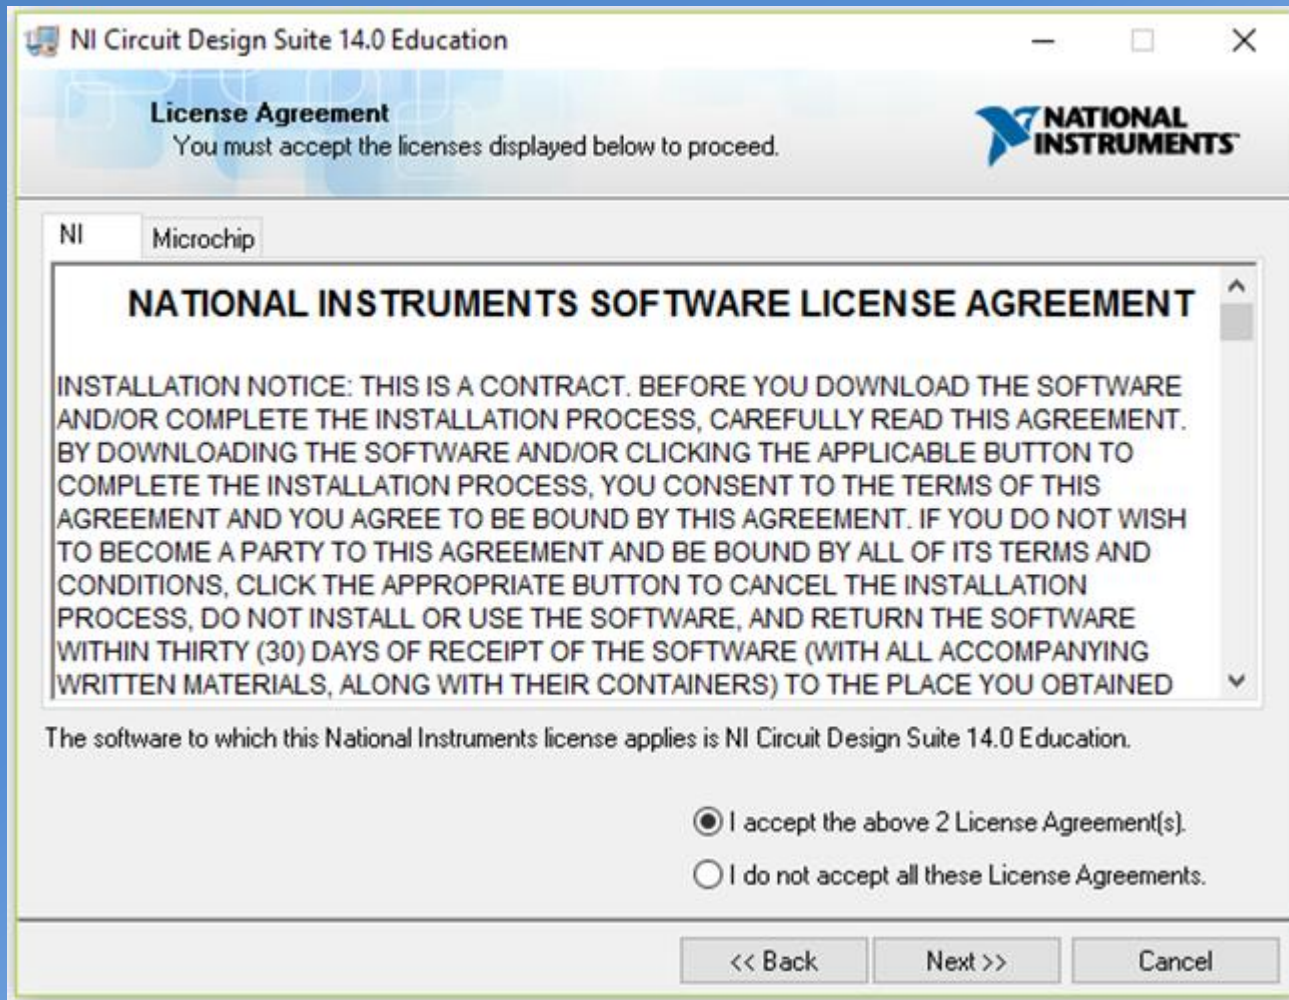 NI Circuit Design Suite 14.0 Education
License Agreement
You must accept the licenses displayed below to proceed.
NATIONAL
INSTRUMENTS™
NI
Microchip
NATIONAL INSTRUMENTS SOFTWARE LICENSE AGREEMENT
INSTALLATION NOTICE: THIS IS A CONTRACT. BEFORE YOU DOWNLOAD THE SOFTWARE
AND/OR COMPLETE THE INSTALLATION PROCESS, CAREFULLY READ THIS AGREEMENT.
BY DOWNLOADING THE SOFTWARE AND/OR CLICKING THE APPLICABLE BUTTON TO
COMPLETE THE INSTALLATION PROCESS, YOU CONSENT TO THE TERMS OF THIS
AGREEMENT AND YOU AGREE TO BE BOUND BY THIS AGREEMENT. IF YOU DO NOT WISH
TO BECOME A PARTY TO THIS AGREEMENT AND BE BOUND BY ALL OF ITS TERMS AND
CONDITIONS, CLICK THE APPROPRIATE BUTTON TO CANCEL THE INSTALLATION
PROCESS, DO NOT INSTALL OR USE THE SOFTWARE, AND RETURN THE SOFTWARE
WITHIN THIRTY (30) DAYS OF RECEIPT OF THE SOFTWARE (WITH ALL ACCOMPANYING
WRITTEN MATERIALS, ALONG WITH THEIR CONTAINERS) TO THE PLACE YOU OBTAINED
The software to which this National Instruments license applies is NI Circuit Design Suite 14.0 Education.
I accept the above 2 License Agreement(s).
I do not accept all these License Agreements.
<< Back
Next >>
Cancel